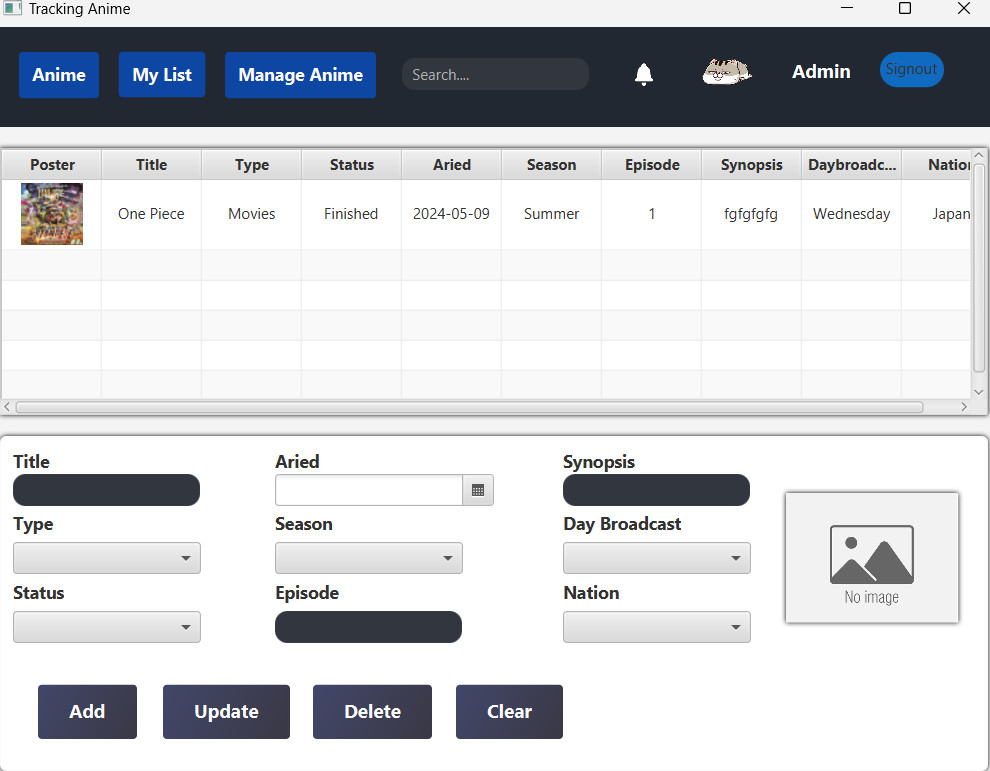 Tracking Anime
Anime My List Manage Anime Search.... Admin Signout
Poster Title Type Status Aried Season Episode Synopsis Daybroadc... Nation
One Piece Movies Finished 2024-05-09 Summer 1 fgfgfgfg Wednesday Japan
Title Aried Synopsis
Type Season Day Broadcast
Status Episode Nation
No image
Add Update Delete Clear